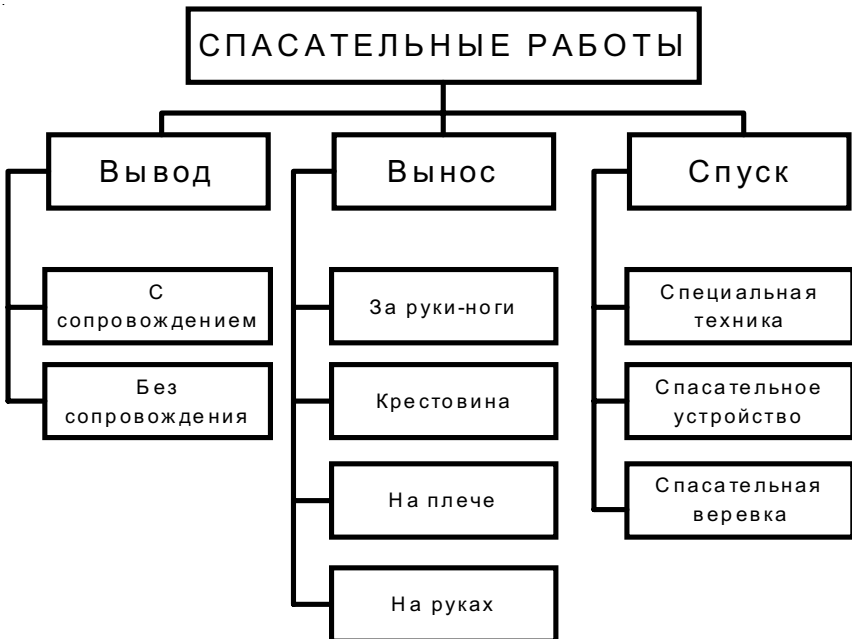 СПАСАТЕЛЬНЫЕ РАБОТЫ
Вывод
С
сопровождением
Без
сопровождения
Вынос
За руки-ноги
Крестовина
На плече
На руках
Спуск
Специальная
техника
Спасательное
устройство
Спасательная
веревка